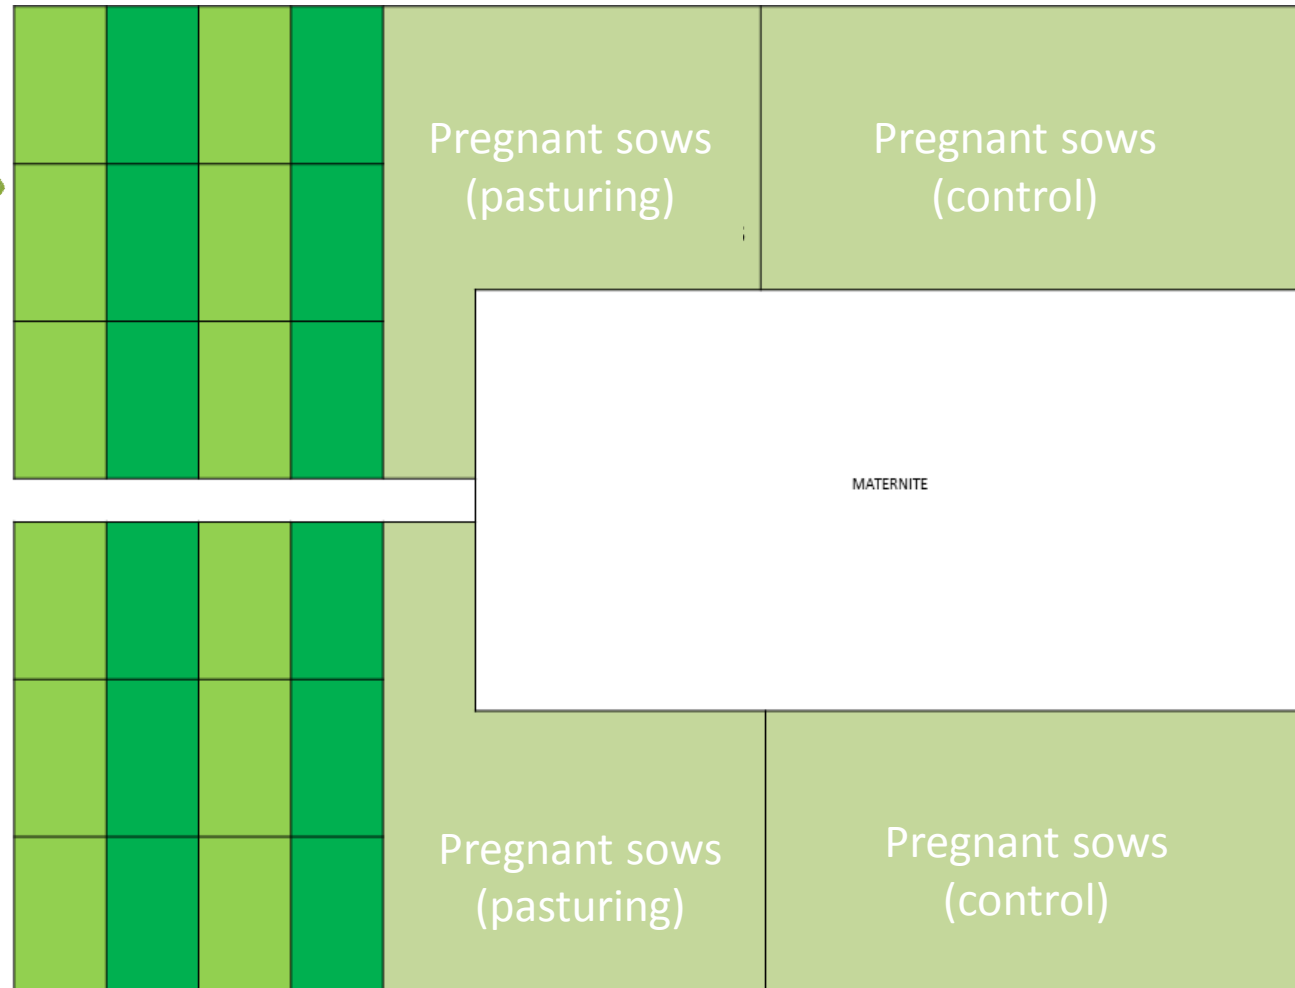 Pregnant sows
(pasturing)
Pregnant sows
(control)
MATERNITE
Pregnant sows
(pasturing)
Pregnant sows
(control)